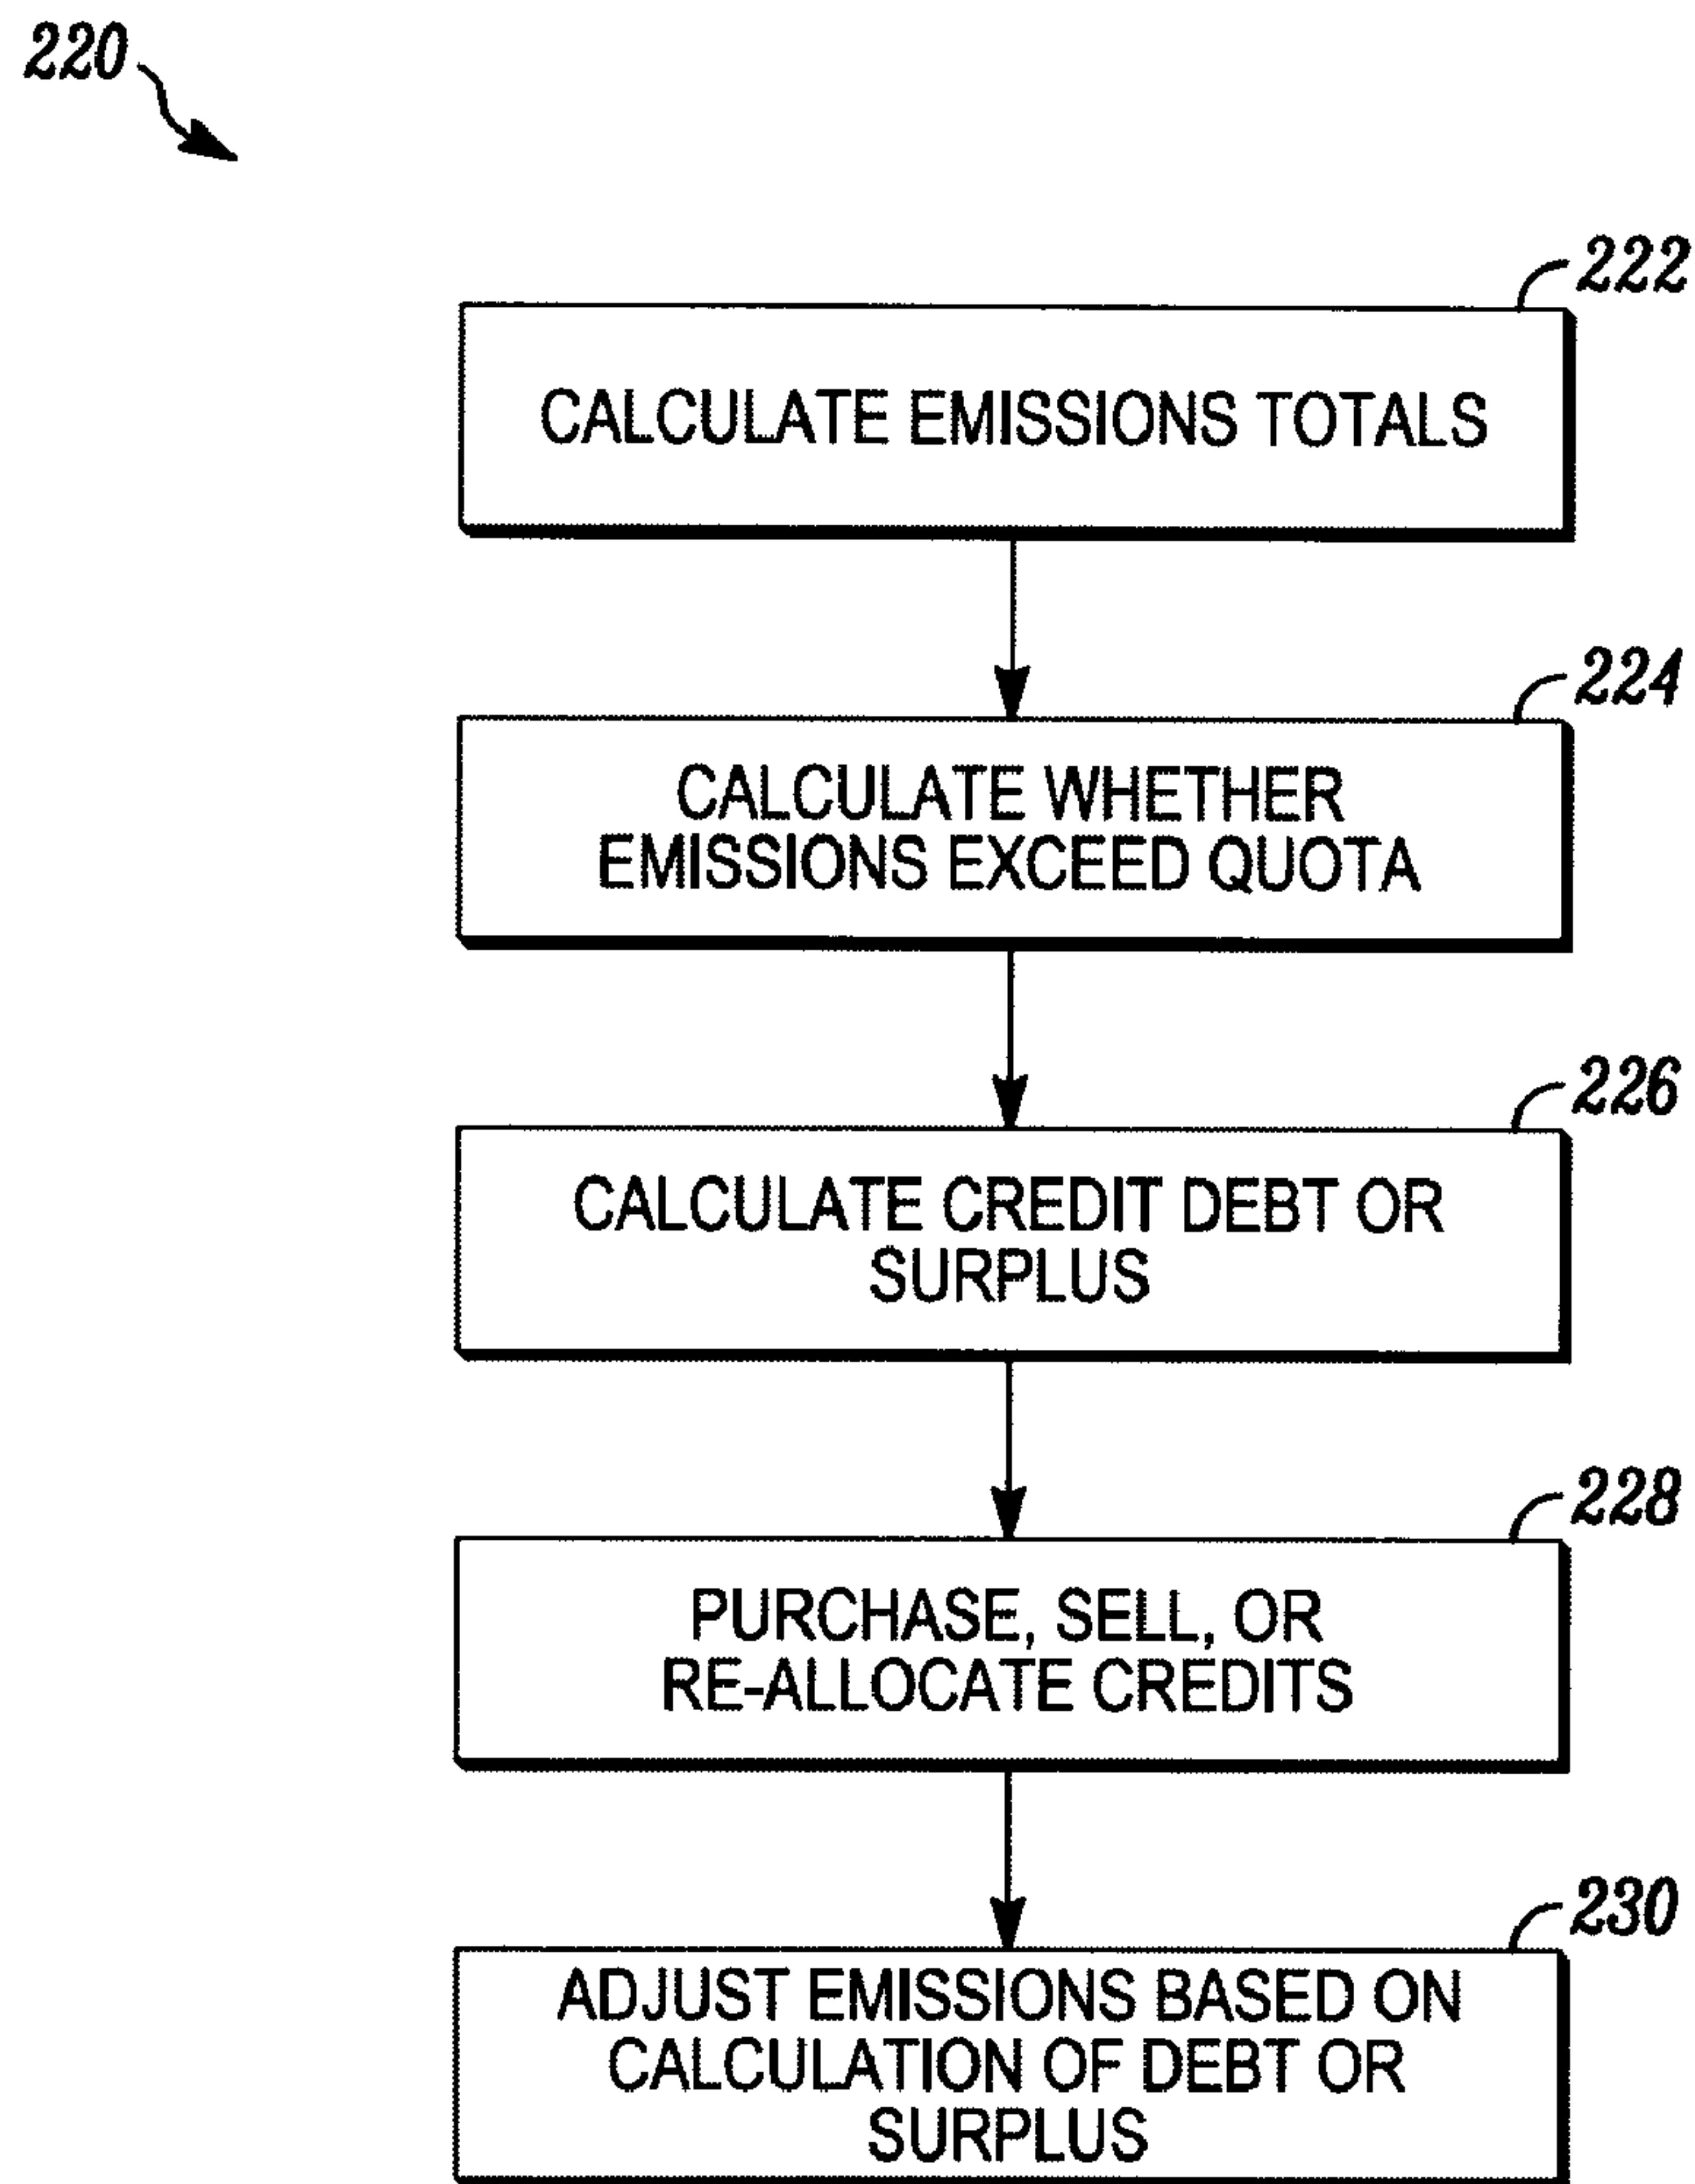 220
222
CALCULATE EMISSIONS TOTALS
224
CALCULATE WHETHER
EMISSIONS EXCEED QUOTA
226
CALCULATE CREDIT DEBT OR
SURPLUS
228
PURCHASE, SELL, OR
RE-ALLOCATE CREDITS
230
ADJUST EMISSIONS BASED ON
CALCULATION OF DEBT OR
SURPLUS